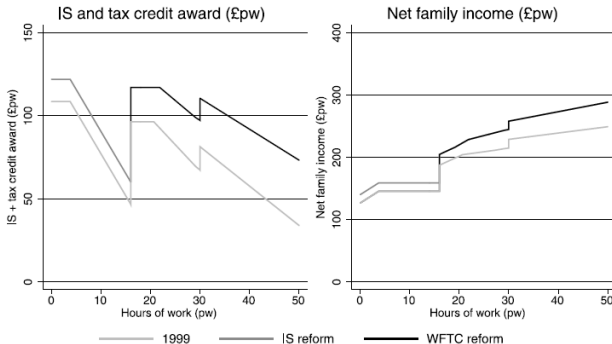 IS and tax credit award (£pw)
IS + tax credit award (£pw)
150
100
50
0
0 10 20 30 40 50
Hours of work (pw)
Net family income (£pw)
Net family income (£pw)
400
300
200
100
0
0 10 20 30 40 50
Hours of work (pw)
1999 IS reform WFTC reform